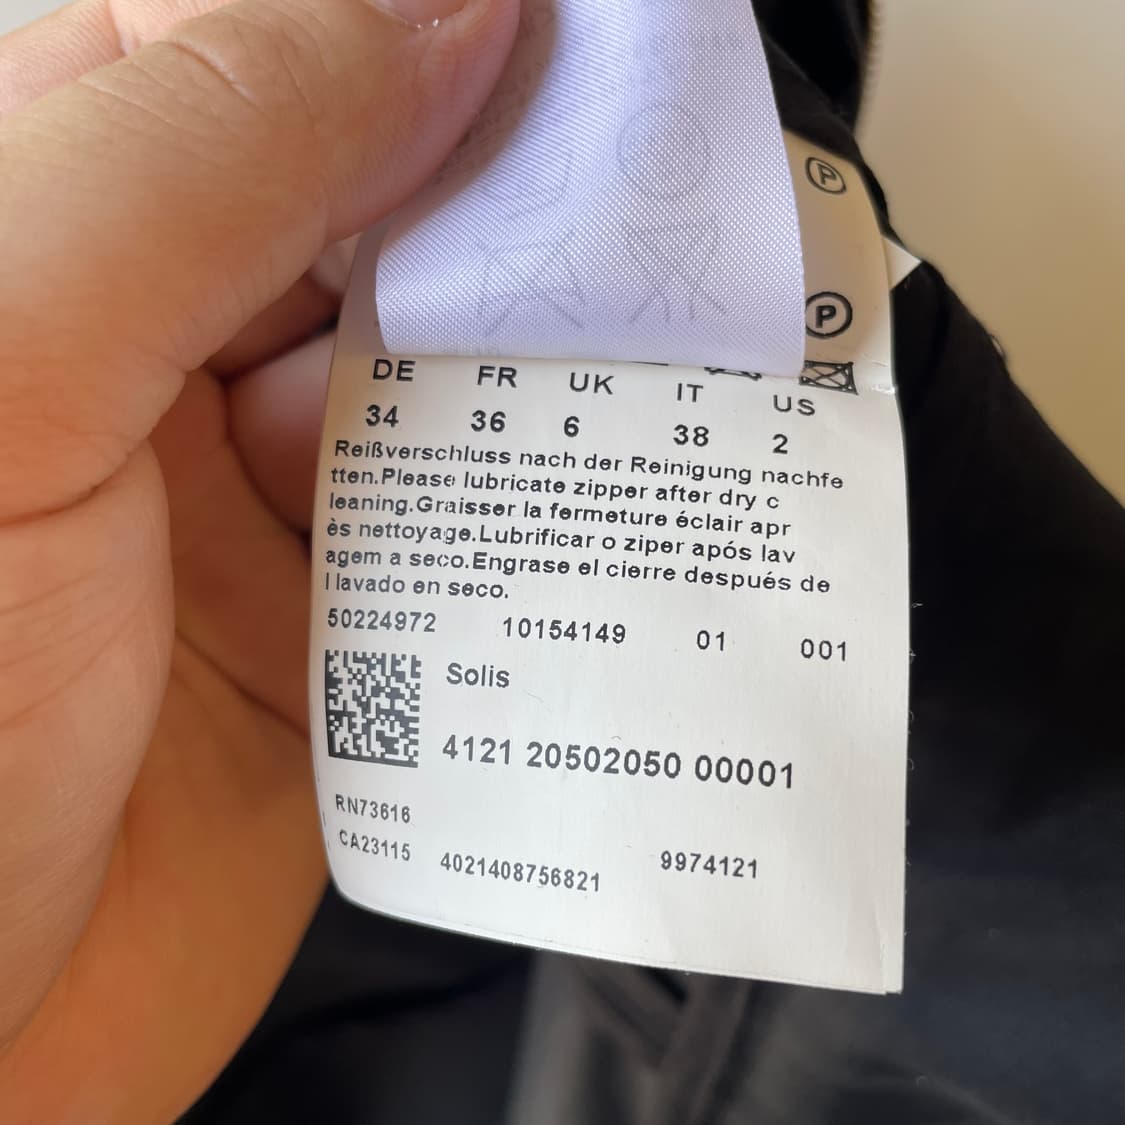 P
P
DE FR UK IT US
34 36 6 38 2
Reißverschluss nach der Reinigung nachfe
tten.Please lubricate zipper after dry c
leaning.Graisser la fermeture éclair apr
ès nettoyage.Lubrificar o ziper após lav
agem a seco.Engrase el cierre después de
l lavado en seco.
50224972 10154149 01 001
Solis
4121 20502050 00001
RN73616
CA23115 4021408756821 9974121